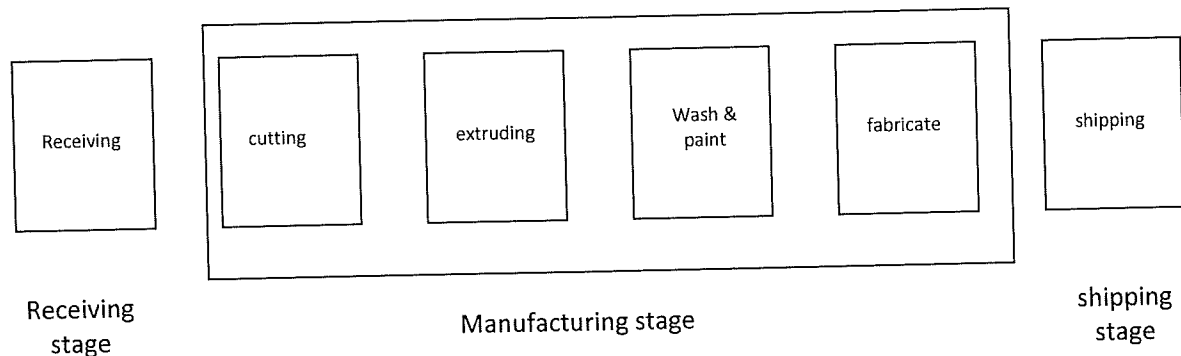 Receiving
cutting
extruding
Wash &
paint
fabricate
shipping
Receiving
stage
Manufacturing stage
shipping
stage